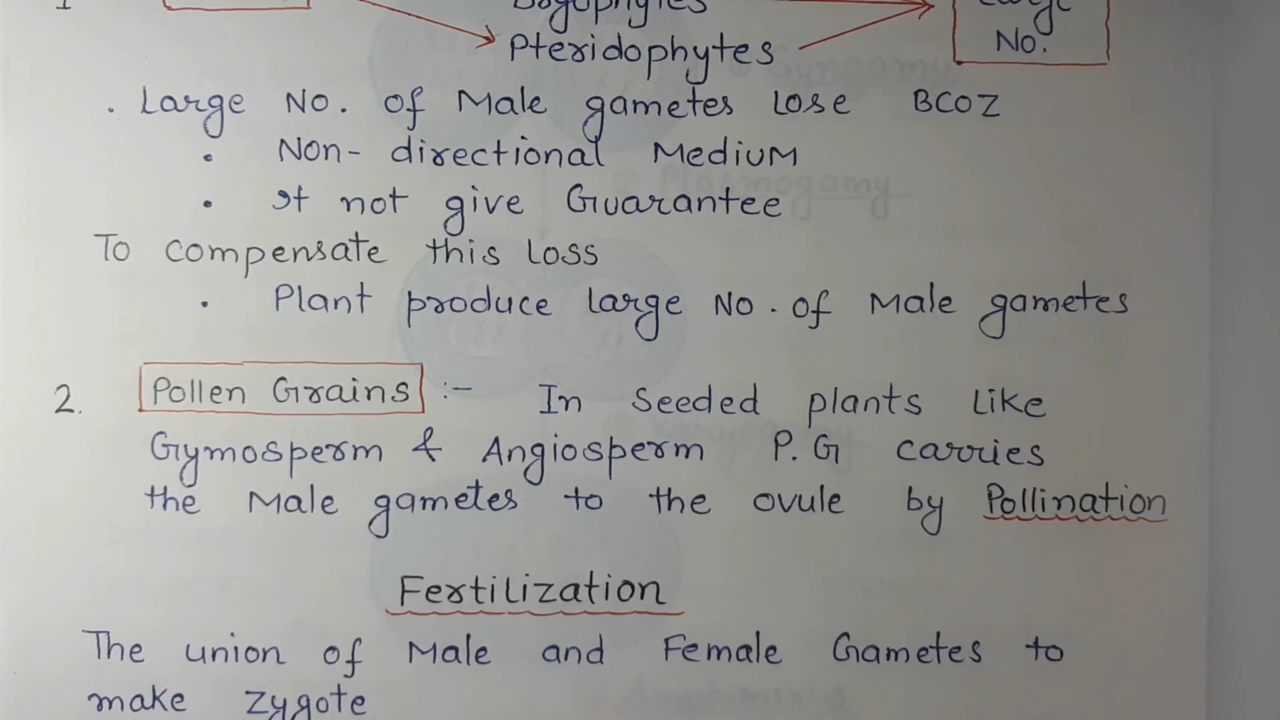 1
Pteridophytes
No.
. Large No. of Male gametes lose BCOZ
• Non-directional Medium
• It not give Guarantee
To compensate this loss
• Plant produce large No. of Male gametes
2. Pollen Grains :- In seeded plants like
Gymosperm & Angiosperm P.G carries
the Male gametes to the ovule by Pollination
Fertilization
The union of Male and Female Gametes to
make zygote